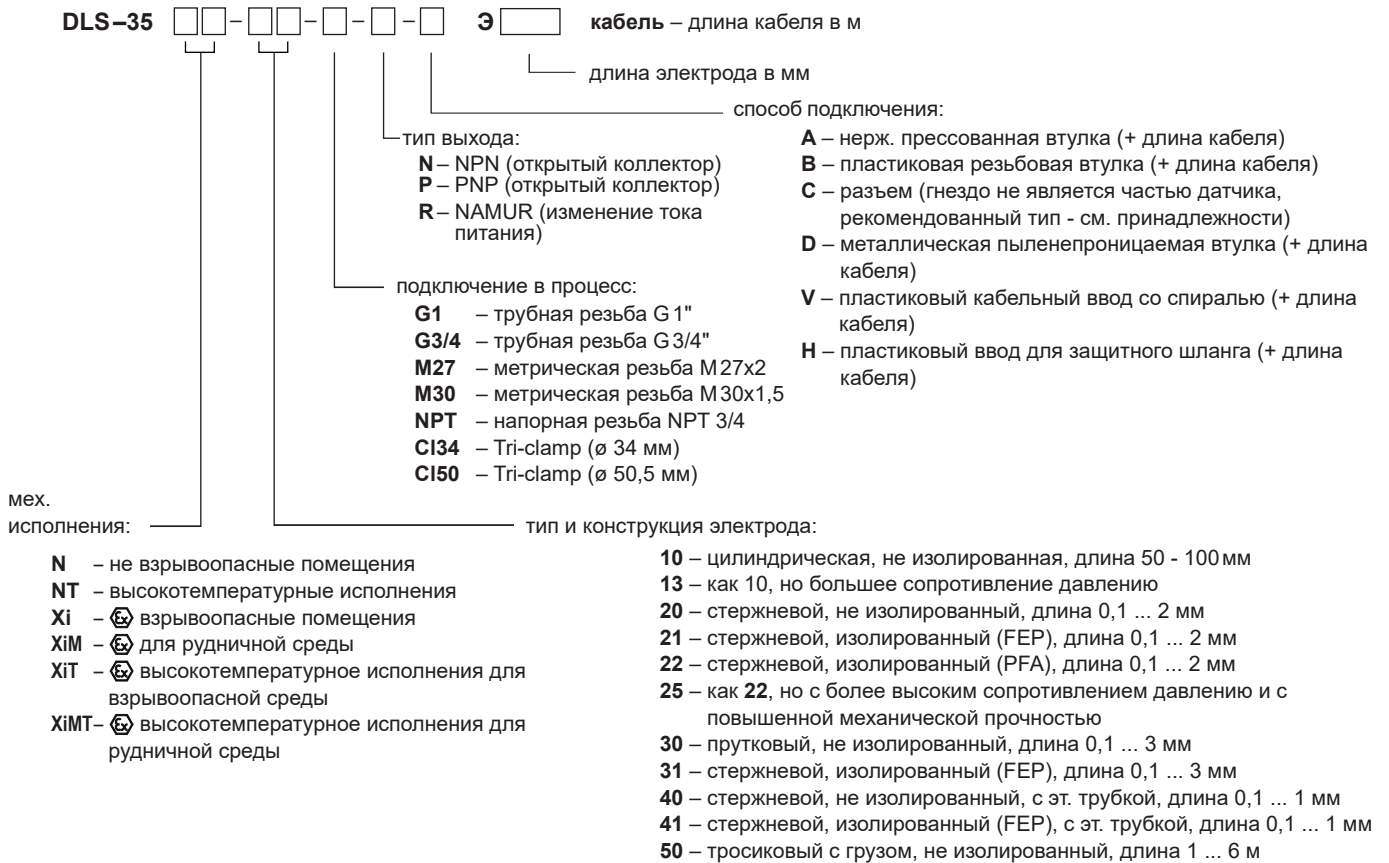 DLS–35 □□–□□–□–□–□ Э кабель – длина кабеля в м
длина электрода в мм
способ подключения:
A – нерж. прессованная втулка (+ длина кабеля)
B – пластиковая резьбовая втулка (+ длина кабеля)
C – разъем (гнездо не является частью датчика,
рекомендованный тип - см. принадлежности)
D – металлическая пыленепроницаемая втулка (+ длина
кабеля)
V – пластиковый кабельный ввод со спиралью (+ длина
кабеля)
H – пластиковый ввод для защитного шланга (+ длина
кабеля)
тип выхода:
N – NPN (открытый коллектор)
P – PNP (открытый коллектор)
R – NAMUR (изменение тока
питания)
подключение в процесс:
G1 – трубная резьба G 1"
G3/4 – трубная резьба G 3/4"
M27 – метрическая резьба M 27x2
M30 – метрическая резьба M 30x1,5
NPT – напорная резьба NPT 3/4
Cl34 – Tri-clamp (ø 34 мм)
Cl50 – Tri-clamp (ø 50,5 мм)
мех.
исполнения:
N – не взрывоопасные помещения
NT – высокотемпературные исполнения
Xi – Ex взрывоопасные помещения
XiM – Ex для рудничной среды
XiT – Ex высокотемпературное исполнения для
взрывоопасной среды
XiMT– Ex высокотемпературное исполнения для
рудничной среды
тип и конструкция электрода:
10 – цилиндрическая, не изолированная, длина 50 - 100 мм
13 – как 10, но большее сопротивление давлению
20 – стержневой, не изолированный, длина 0,1 ... 2 мм
21 – стержневой, изолированный (FEP), длина 0,1 ... 2 мм
22 – стержневой, изолированный (PFA), длина 0,1 ... 2 мм
25 – как 22, но с более высоким сопротивлением давлению и с
повышенной механической прочностью
30 – прутковый, не изолированный, длина 0,1 ... 3 мм
31 – стержневой, изолированный (FEP), длина 0,1 ... 3 мм
40 – стержневой, не изолированный, с эт. трубкой, длина 0,1 ... 1 мм
41 – стержневой, изолированный (FEP), с эт. трубкой, длина 0,1 ... 1 мм
50 – тросиковый с грузом, не изолированный, длина 1 ... 6 м